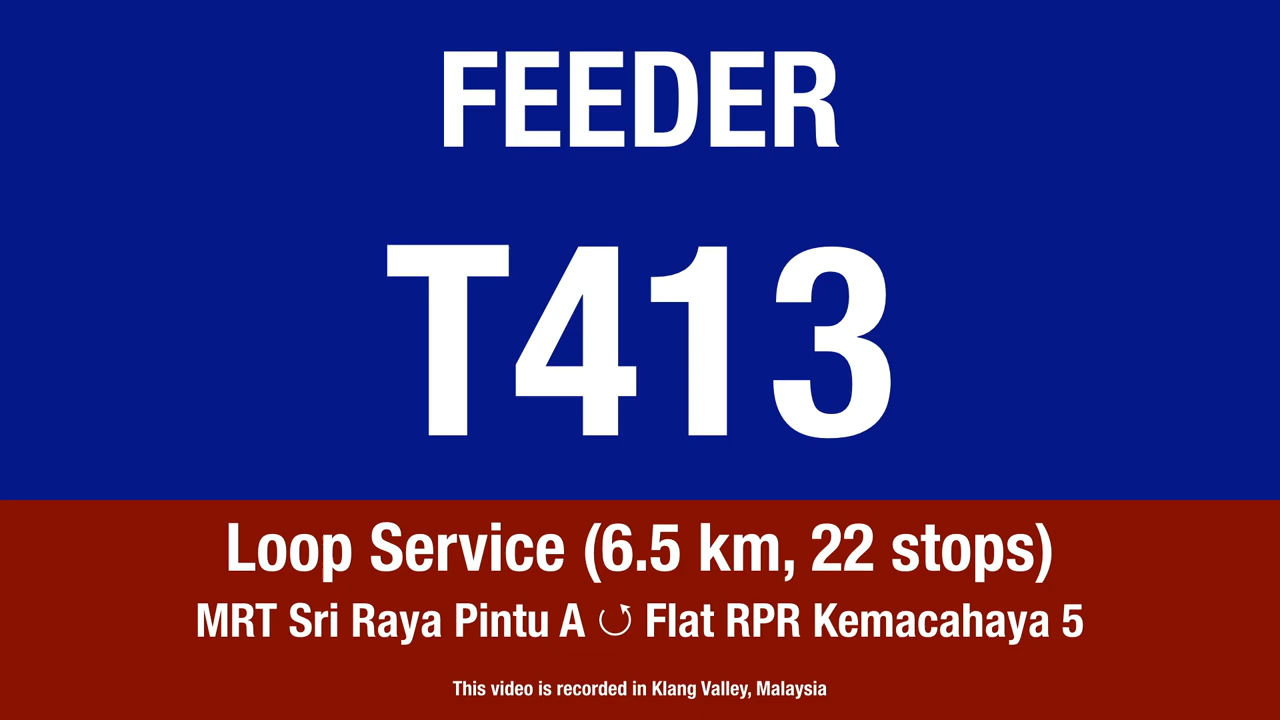 FEEDER
T413
Loop Service (6.5 km, 22 stops)
MRT Sri Raya Pintu A ↺ Flat RPR Kemacahaya 5
This video is recorded in Klang Valley, Malaysia